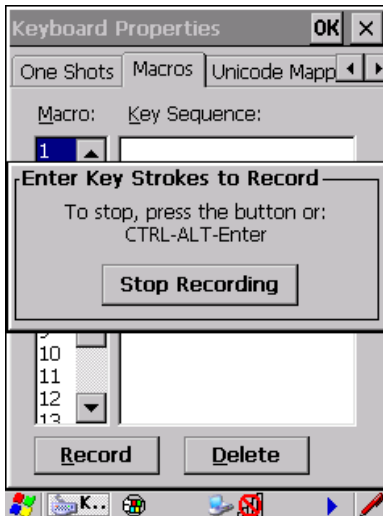 Keyboard Properties OK
One Shots Macros Unicode Mapp
Macro: Key Sequence:
1
Enter Key Strokes to Record
To stop, press the button or:
CTRL-ALT-Enter
Stop Recording
10
11
12
13
Record Delete
K..